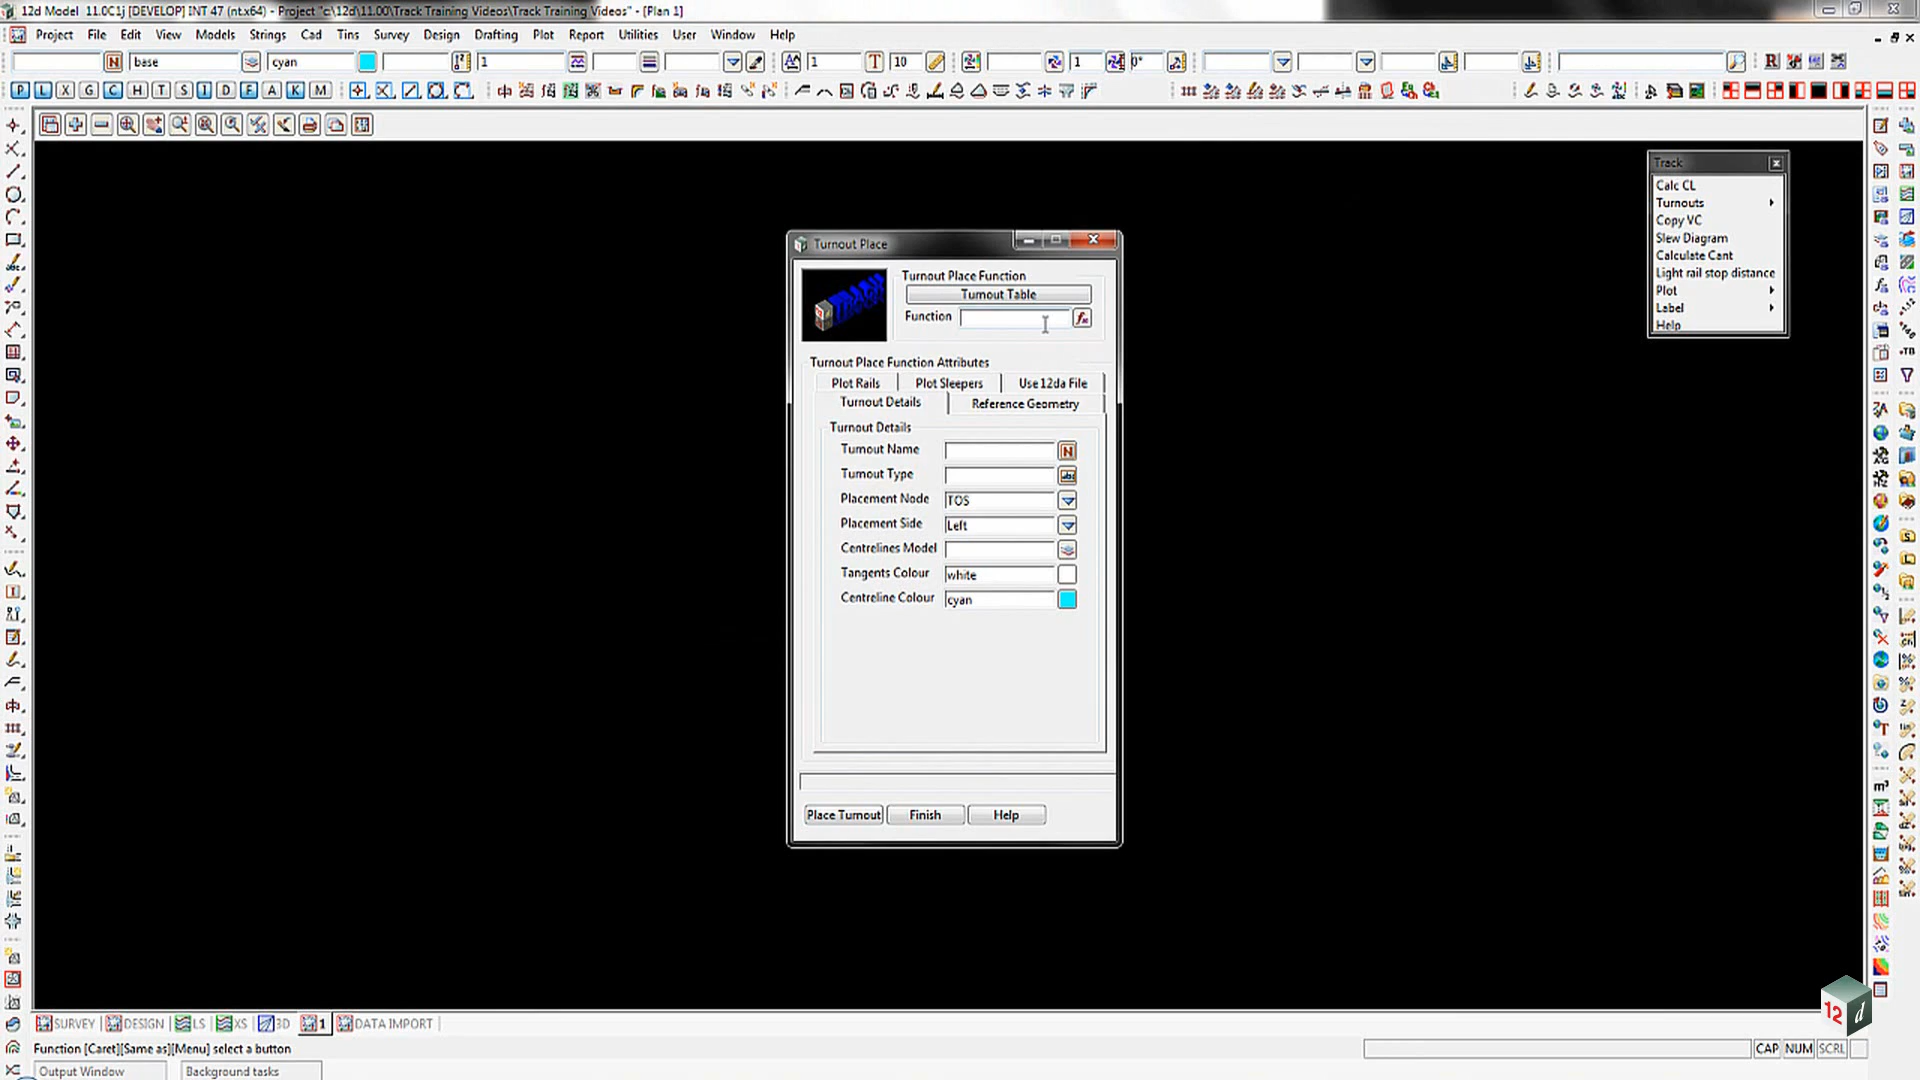 12d Model 11.0C1j [DEVELOP] INT 47 (nt.x64) - Project "c:\12d\11.00\Track Training Videos\Track Training Videos" - [Plan 1]
Project File Edit View Models Strings Cad Tins Survey Design Drafting Plot Report Utilities User Window Help
base cyan 1 1 T 10 1 0° R
P L X G C H T S I D F A K M
Track
Calc CL
Turnouts
Copy VC
Slew Diagram
Calculate Cant
Light rail stop distance
Plot
Label
Help
Turnout Place
Turnout Place Function
Turnout Table
Function
Turnout Place Function Attributes
Plot Rails Plot Sleepers Use 12da File
Turnout Details Reference Geometry
Turnout Details
Turnout Name N
Turnout Type abc
Placement Node TOS
Placement Side Left
Centrelines Model
Tangents Colour white
Centreline Colour cyan
Place Turnout Finish Help
12 d
SURVEY DESIGN LS XS 3D 1 DATA IMPORT
Function [Caret][Same as][Menu] select a button
CAP NUM SCRL
Output Window Background tasks